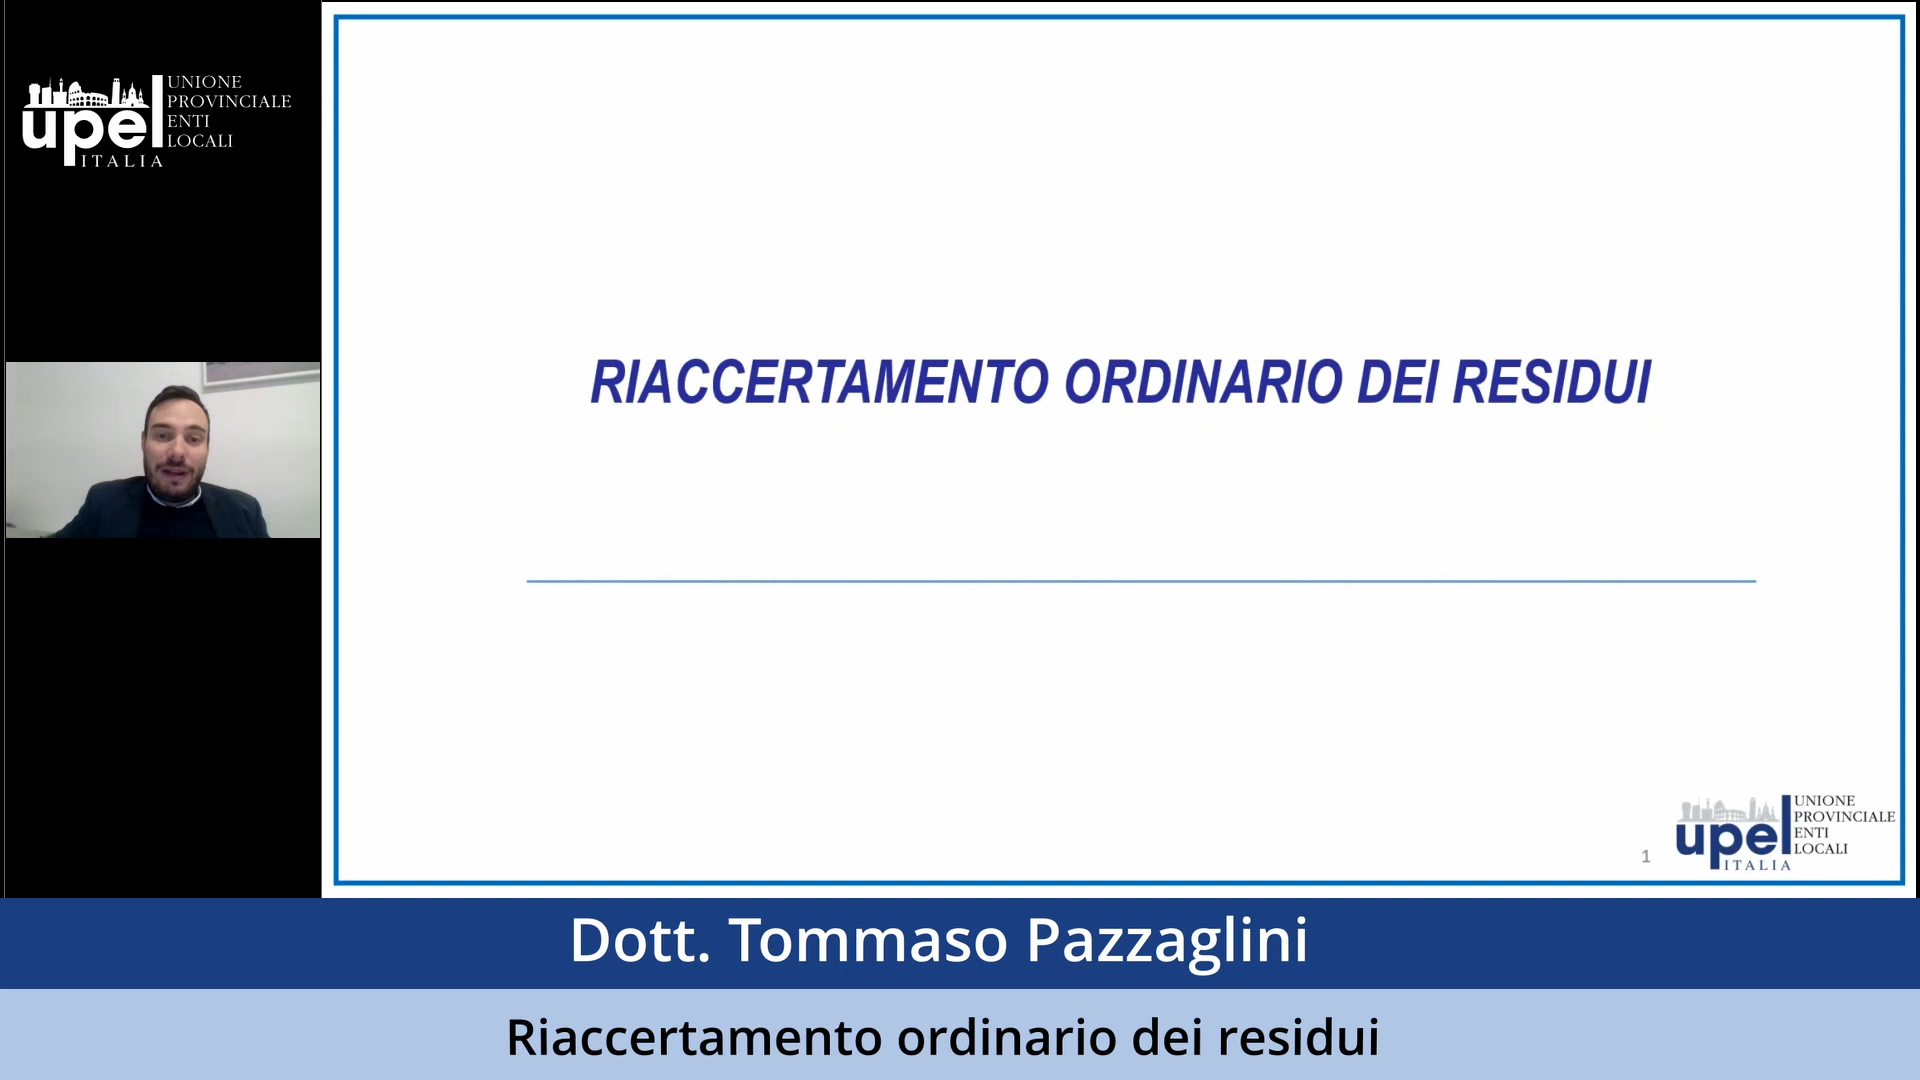 upel
ITALIA
UNIONE
PROVINCIALE
ENTI
LOCALI
RIACCERTAMENTO ORDINARIO DEI RESIDUI
1
upel
ITALIA
UNIONE
PROVINCIALE
ENTI
LOCALI
Dott. Tommaso Pazzaglini
Riaccertamento ordinario dei residui